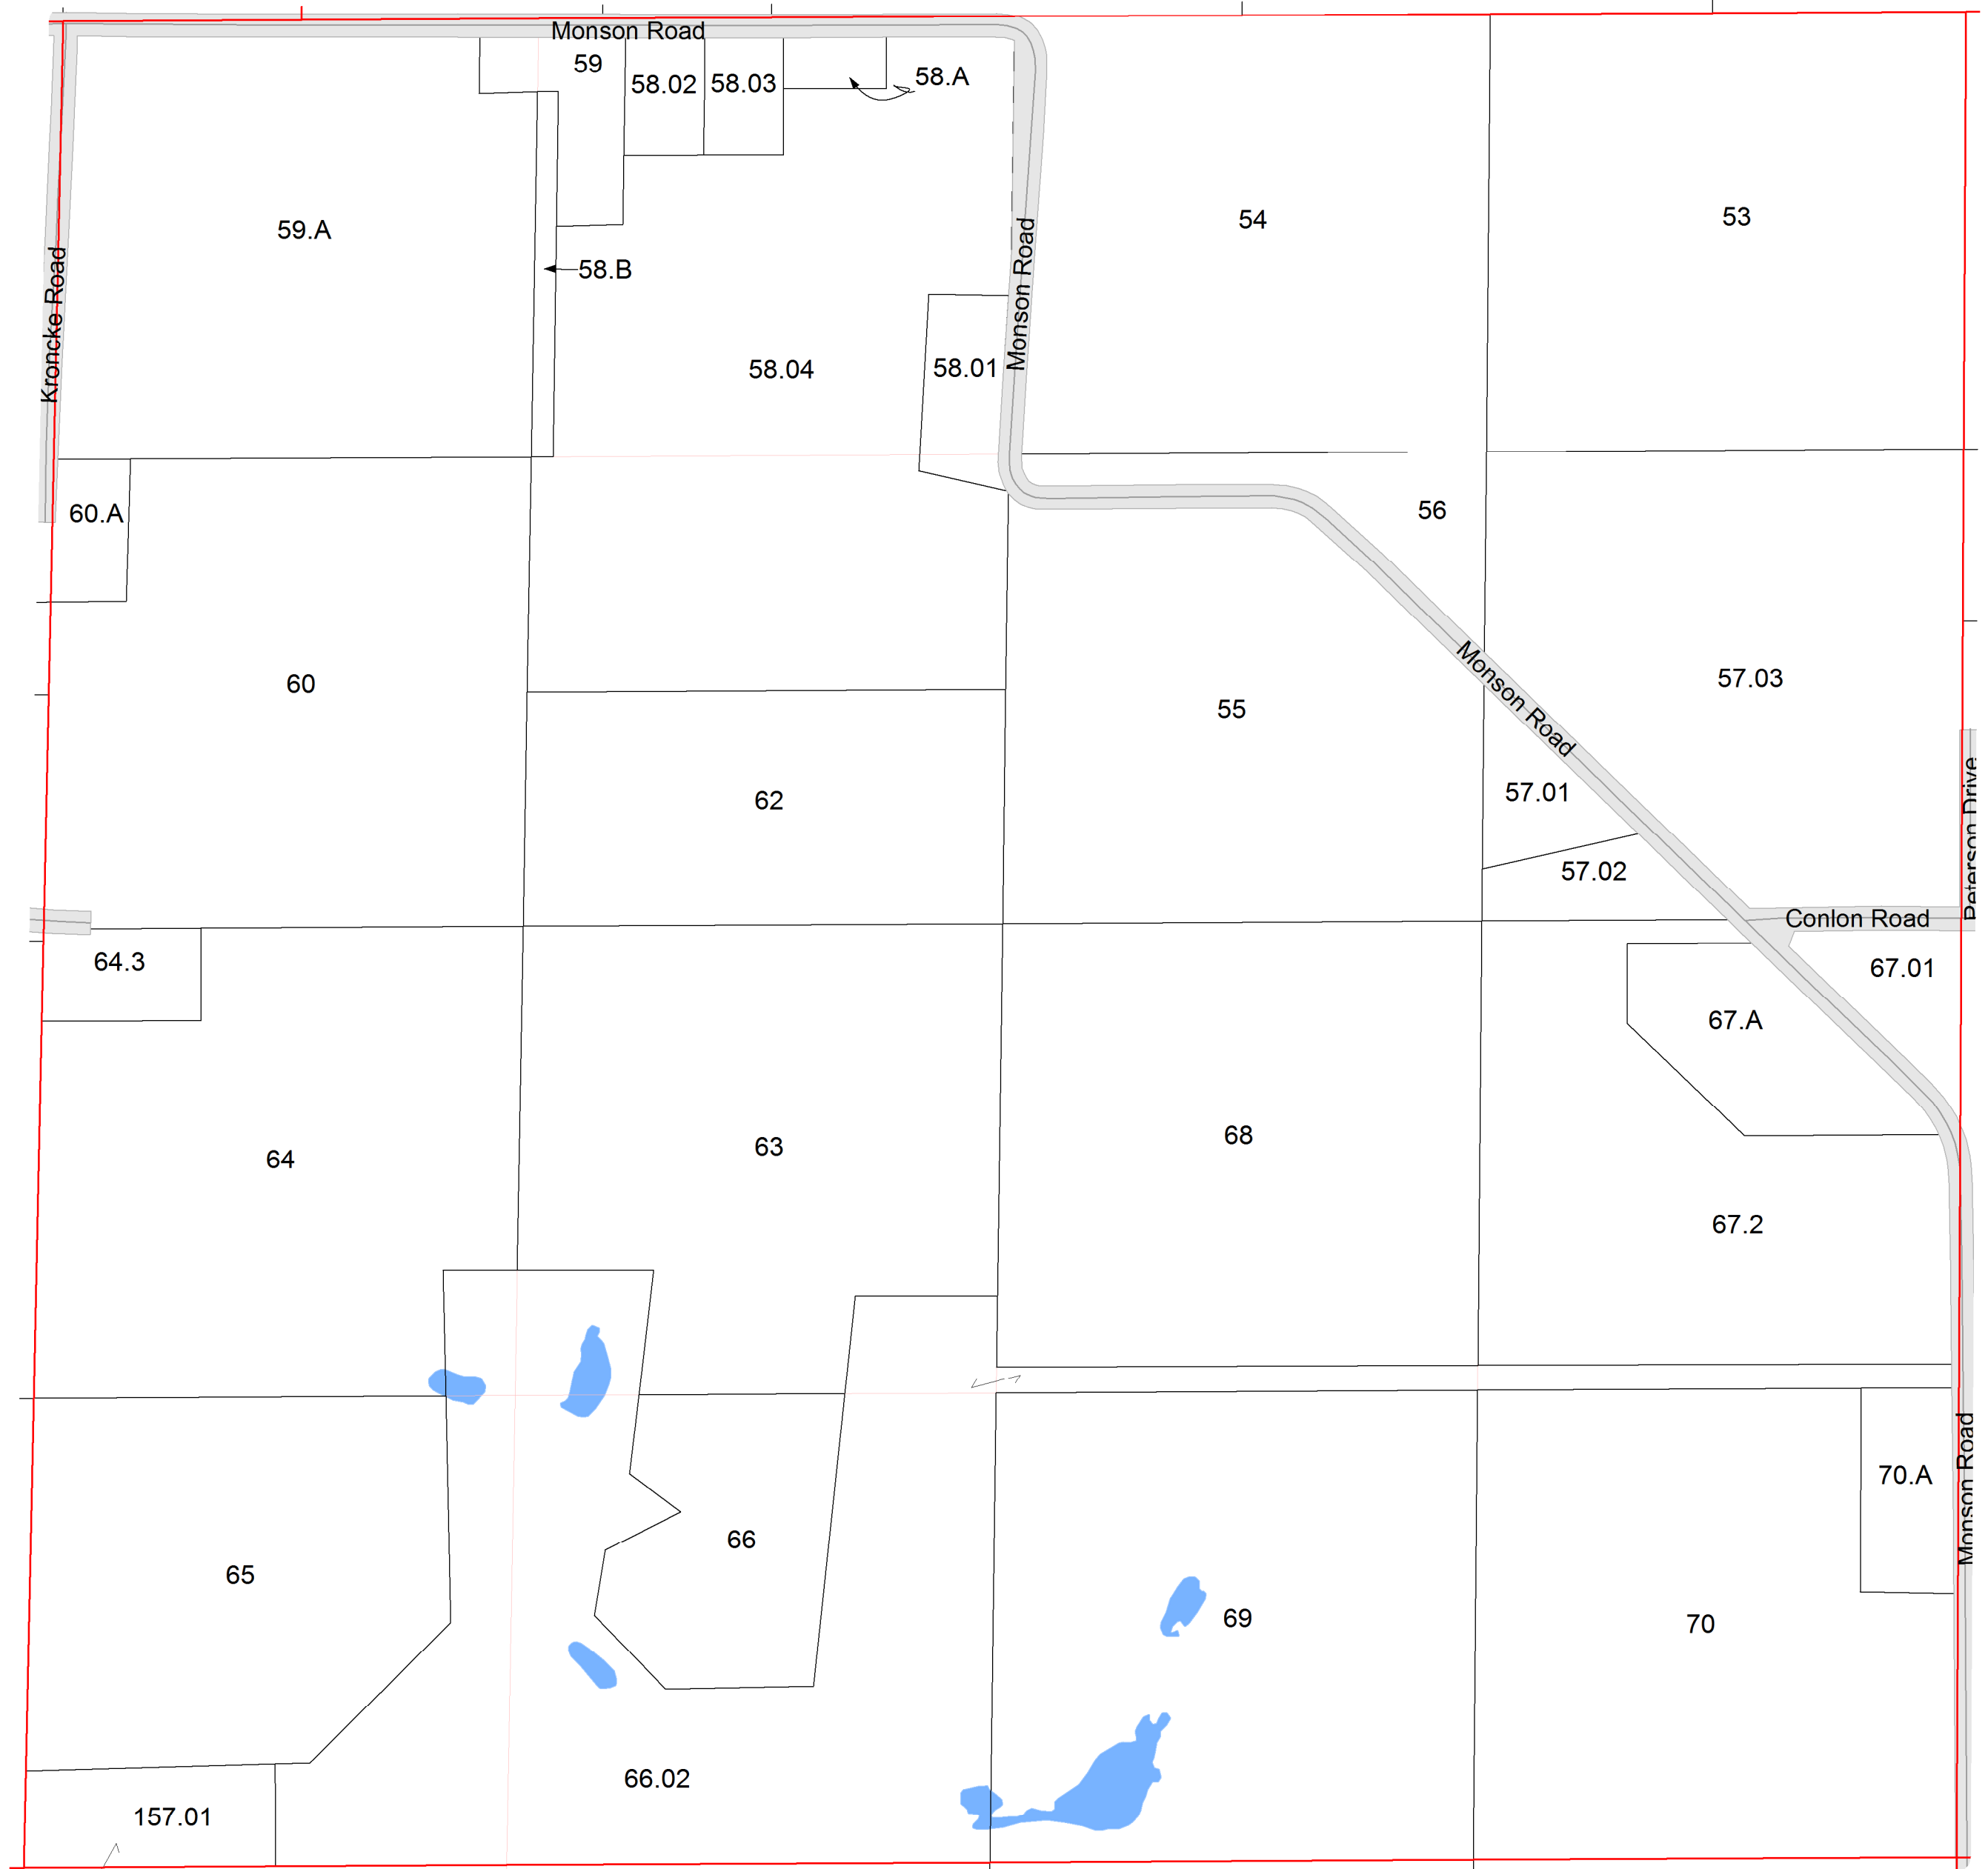 Monson Road
59
58.02
58.03
58.A
54
53
59.A
58.B
Kroncke Road
Monson Road
58.04
58.01
60.A
56
60
57.03
55
Monson Road
62
57.01
57.02
Peterson Drive
Conlon Road
64.3
67.01
67.A
64
63
68
67.2
70.A
Monson Road
66
65
69
70
66.02
157.01